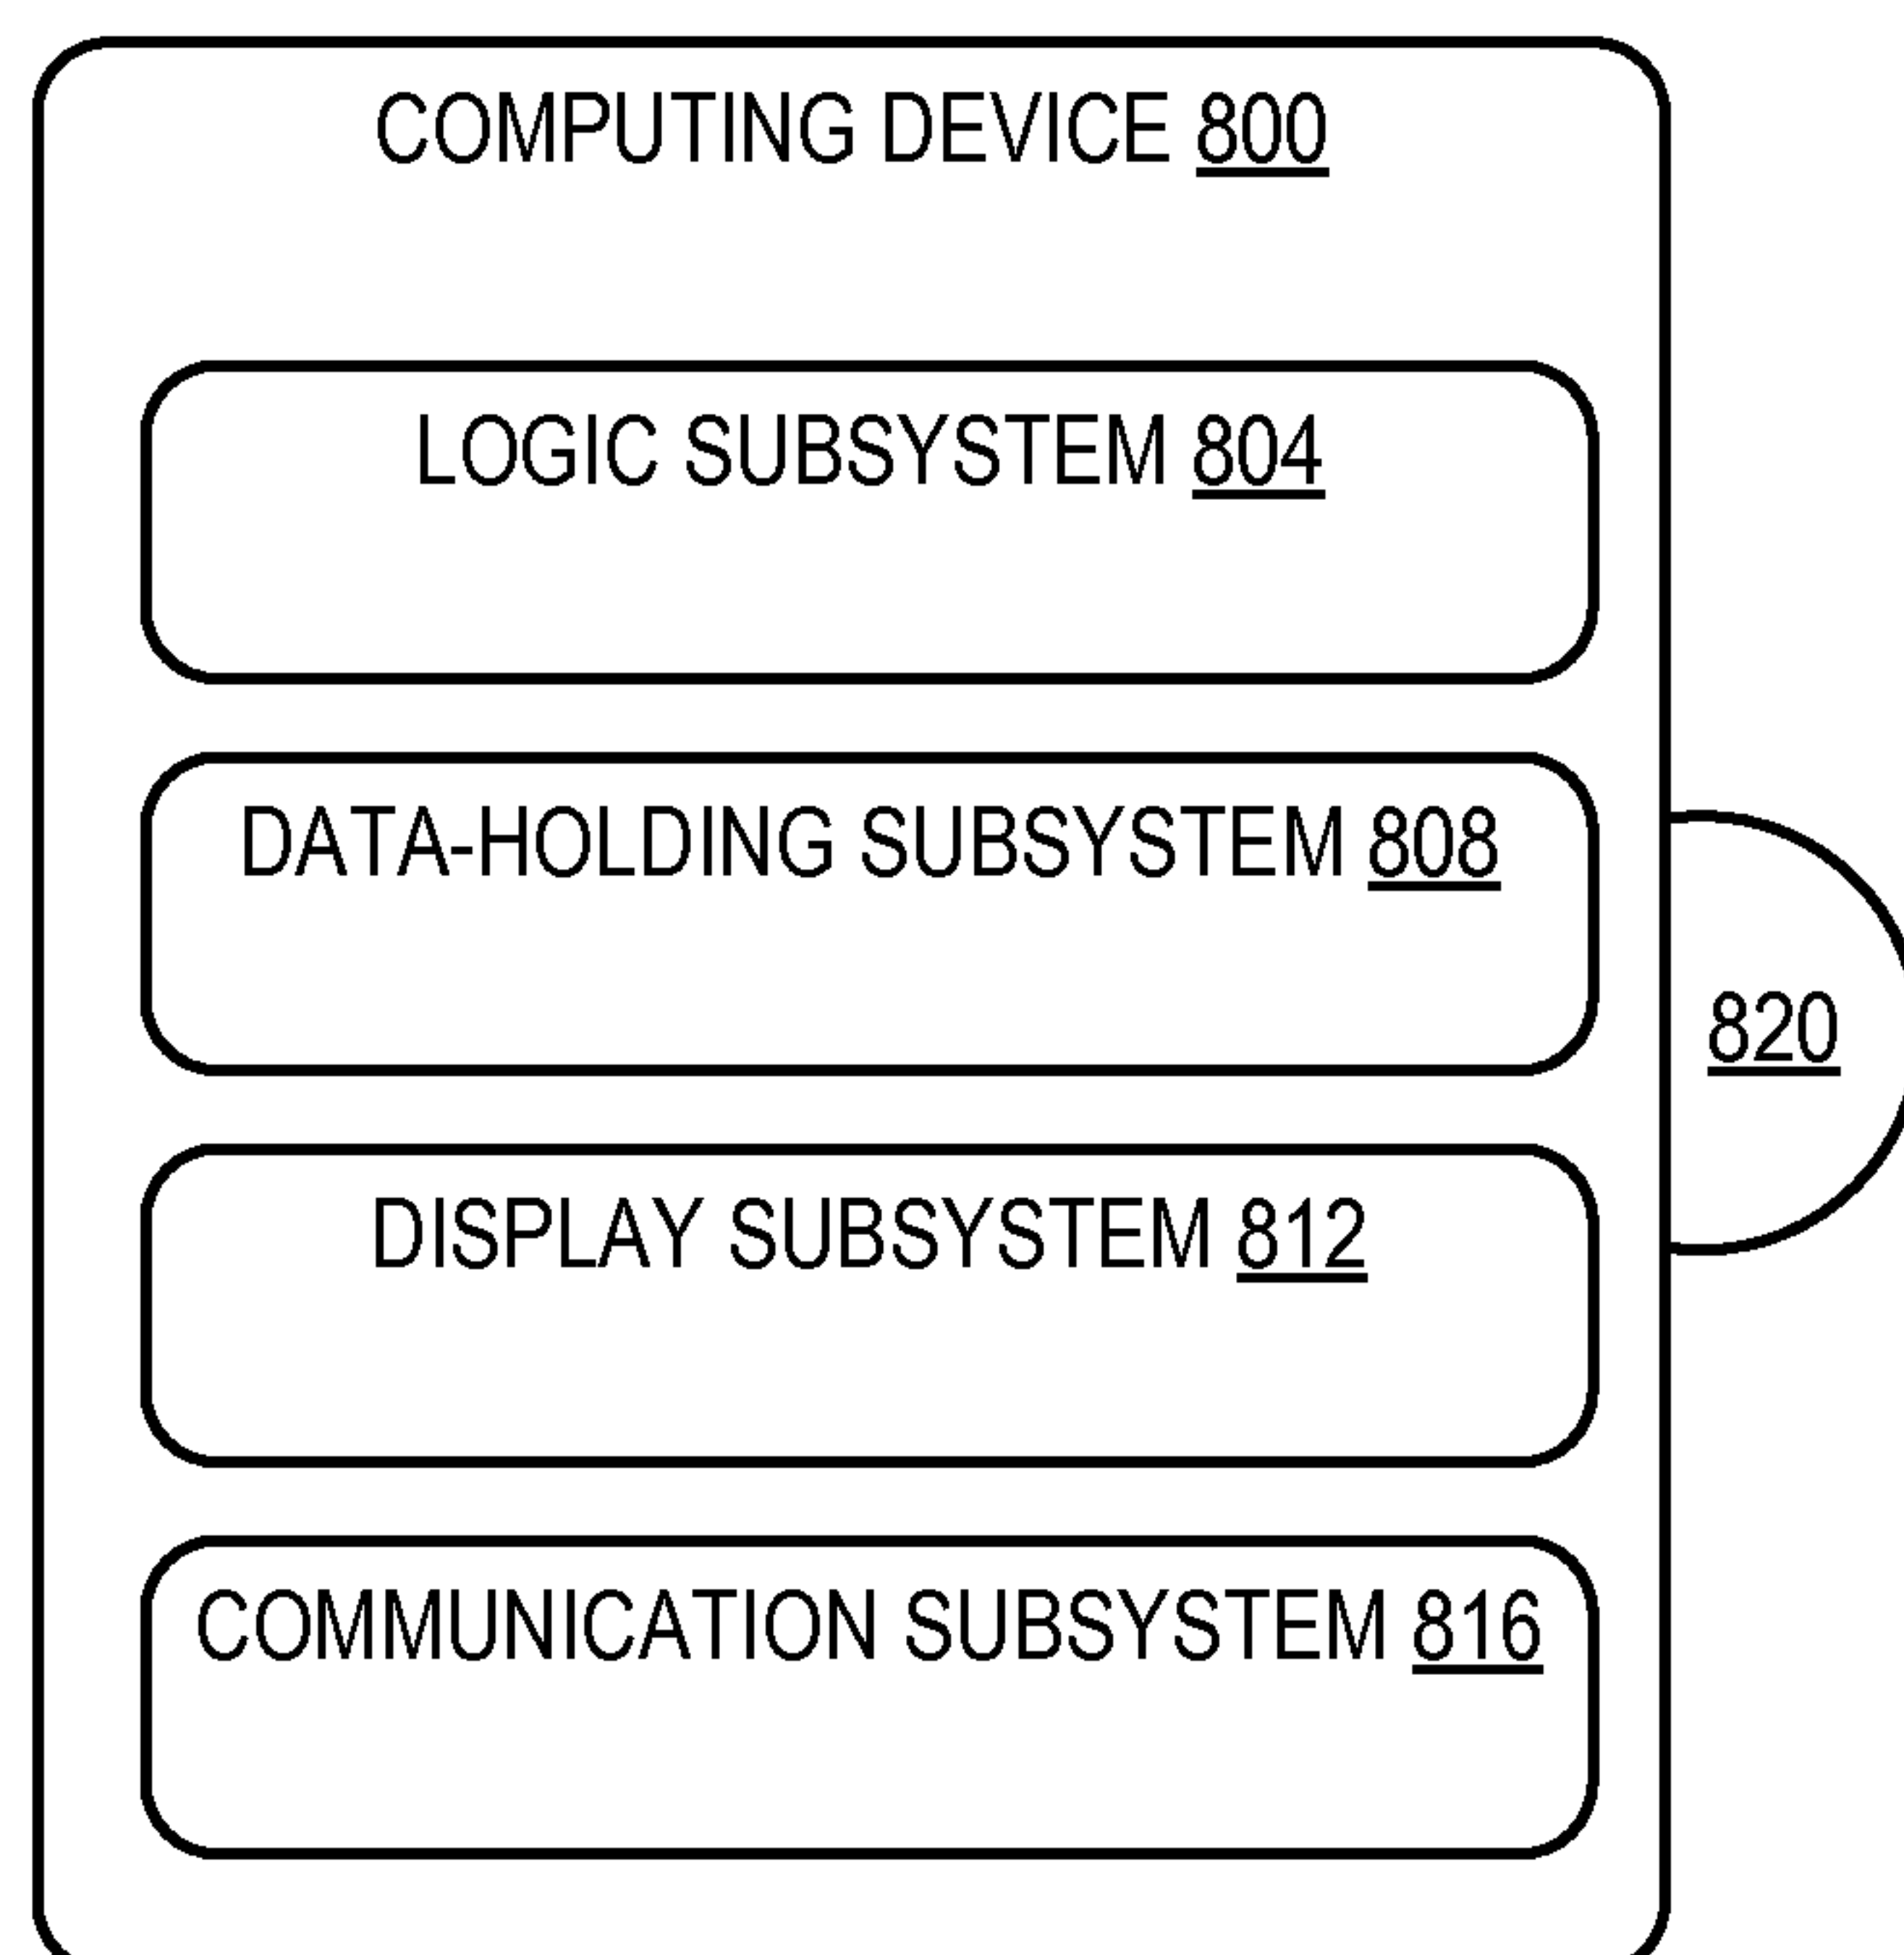 COMPUTING DEVICE 800
LOGIC SUBSYSTEM 804
DATA-HOLDING SUBSYSTEM 808
820
DISPLAY SUBSYSTEM 812
COMMUNICATION SUBSYSTEM 816